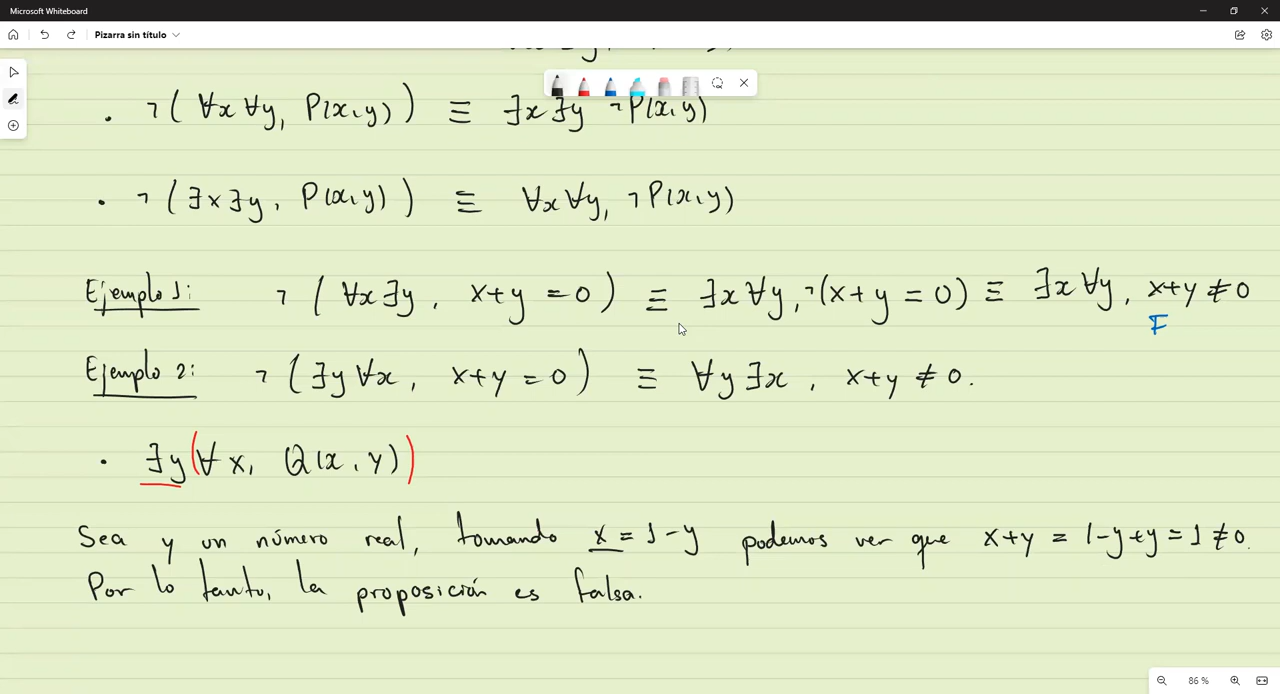 Microsoft Whiteboard
Pizarra sin título
. ¬( ∀x ∀y, P(x,y) ) ≡ ∃x ∃y ¬P(x,y)
. ¬( ∃x ∃y, P(x,y) ) ≡ ∀x ∀y, ¬P(x,y)
Ejemplo 1: ¬( ∀x ∃y , x+y = 0 ) ≡ ∃x ∀y, ¬(x+y = 0) ≡ ∃x ∀y, x+y ≠ 0
F
Ejemplo 2: ¬( ∃y ∀x , x+y = 0 ) ≡ ∀y ∃x , x+y ≠ 0.
. ∃y(∀x, Q(x,y))
Sea y un número real, tomando x = 1-y podemos ver que x+y = 1-y+y = 1 ≠ 0.
Por lo tanto, la proposición es falsa.
86 %